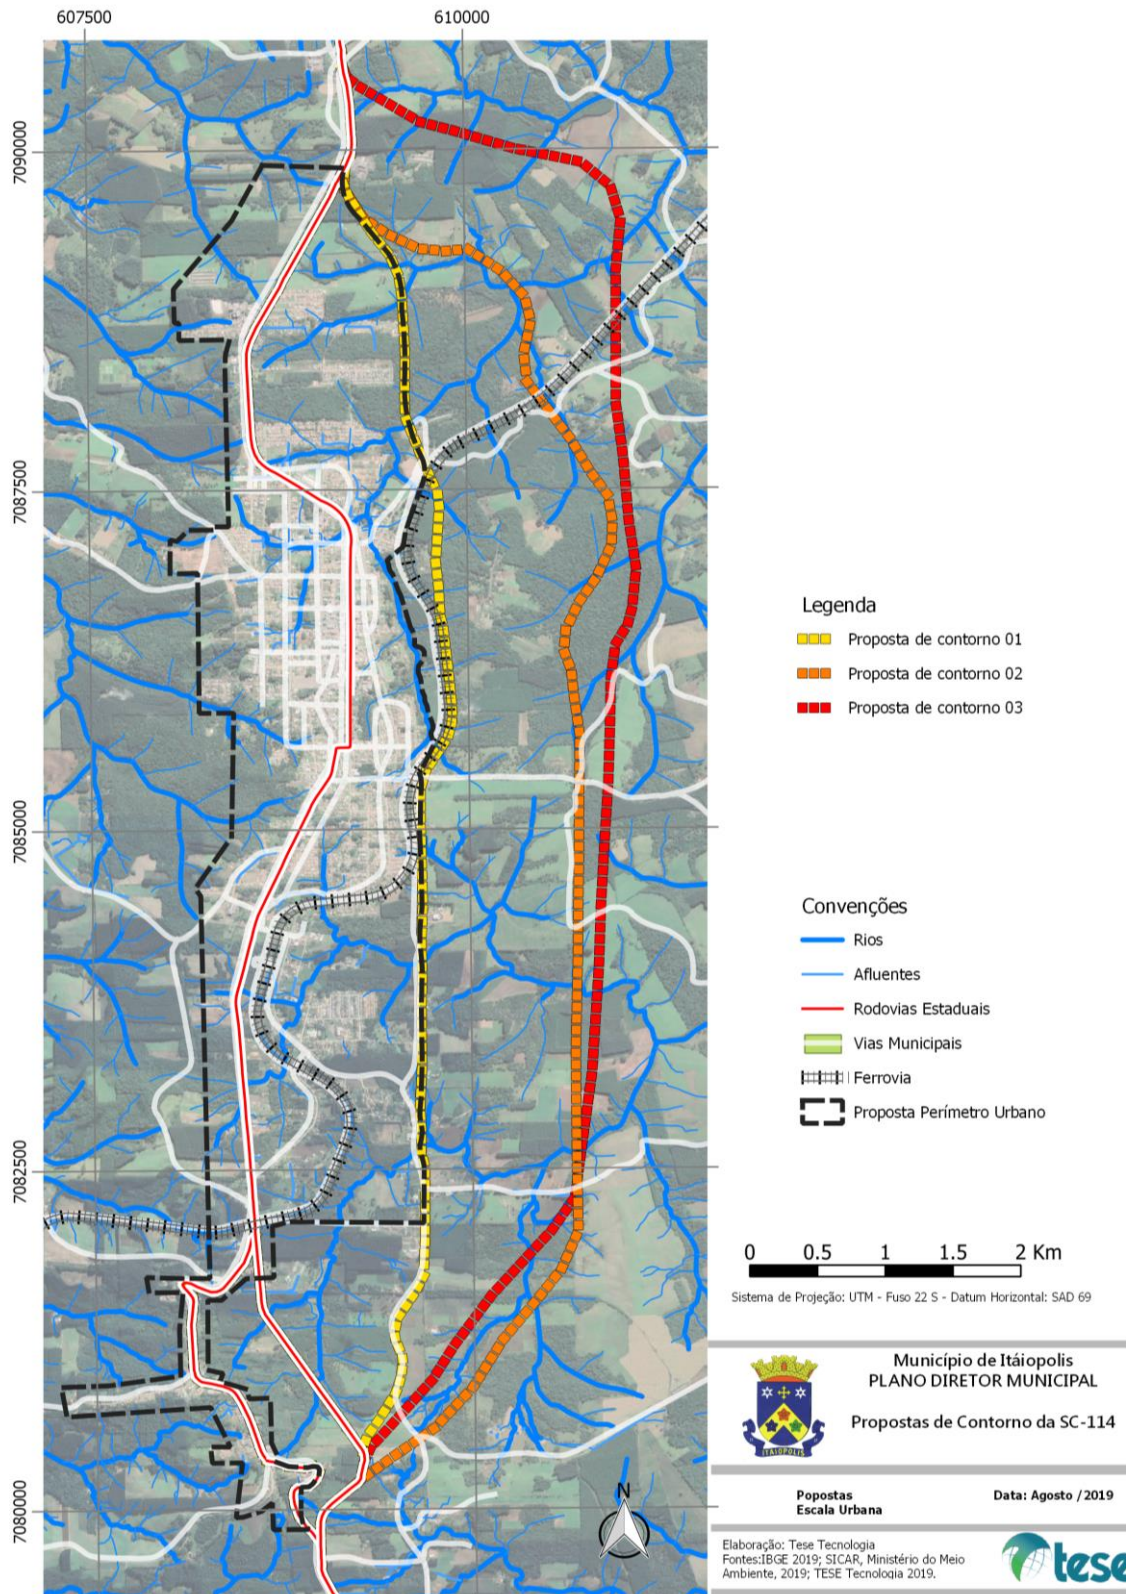 607500
610000
7090000
7087500
7085000
7082500
7080000
Legenda
Proposta de contorno 01
Proposta de contorno 02
Proposta de contorno 03
Convenções
Rios
Afluentes
Rodovias Estaduais
Vias Municipais
Ferrovia
Proposta Perímetro Urbano
0 0.5 1 1.5 2 Km
Sistema de Projeção: UTM - Fuso 22 S - Datum Horizontal: SAD 69
N
ITAIOPOLIS
Município de Itáiopolis
PLANO DIRETOR MUNICIPAL
Propostas de Contorno da SC-114
Popostas
Escala Urbana
Data: Agosto /2019
Elaboração: Tese Tecnologia
Fontes:IBGE 2019; SICAR, Ministério do Meio
Ambiente, 2019; TESE Tecnologia 2019.
tese